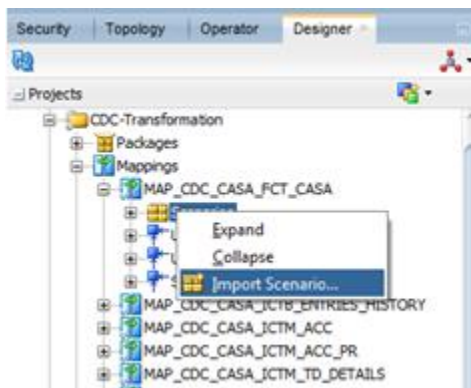 Security Topology Operator Designer
Projects
CDC-Transformation
Packages
Mappings
MAP_CDC_CASA_FCT_CASA
Expand
Collapse
Import Scenario...
MAP_CDC_CASA_ICTB_ENTRIES_HISTORY
MAP_CDC_CASA_ICTM_ACC
MAP_CDC_CASA_ICTM_ACC_PR
MAP_CDC_CASA_ICTM_TD_DETAILS